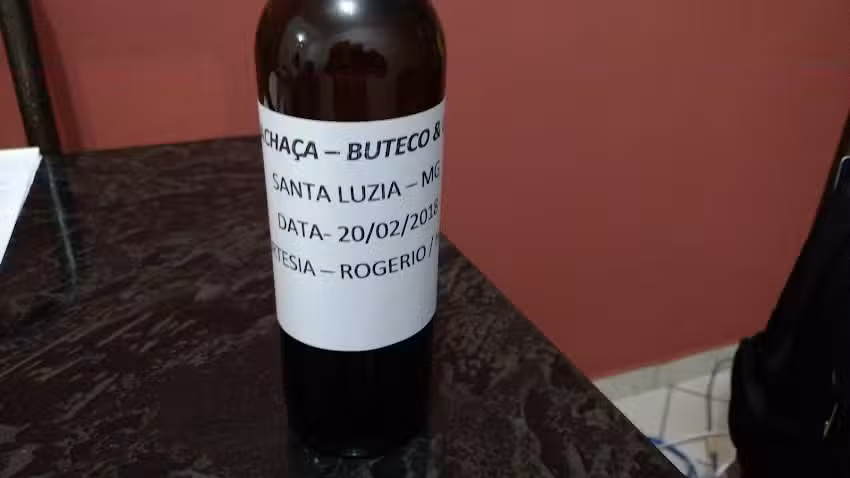 CHAÇA – BUTECO &
SANTA LUZIA – MG
DATA- 20/02/2018
RTESIA – ROGERIO /